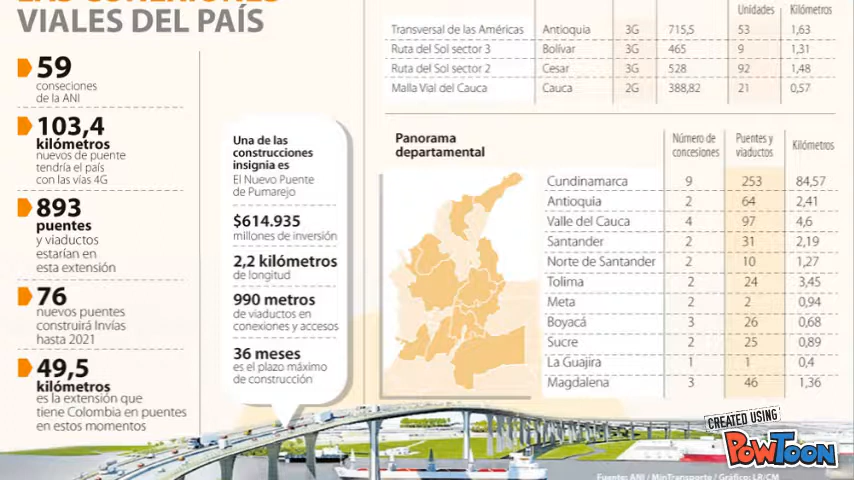 LAS CONEXIONES
VIALES DEL PAÍS
59
conseciones
de la ANI
103,4
kilómetros
nuevos de puente
tendría el país
con las vías 4G
893
puentes
y viaductos
estarían en
esta extensión
76
nuevos puentes
construirá Invías
hasta 2021
49,5
kilómetros
es la extensión que
tiene Colombia en puentes
en estos momentos
Una de las
construcciones
insignia es
El Nuevo Puente
de Pumarejo
$614.935
millones de inversión
2,2 kilómetros
de longitud
990 metros
de viaductos en
conexiones y accesos
36 meses
es el plazo máximo
de construcción
Unidades Kilómetros
Transversal de las Américas Antioquia 3G 715,5 53 1,63
Ruta del Sol sector 3 Bolívar 3G 465 9 1,31
Ruta del Sol sector 2 Cesar 3G 528 92 1,48
Malla Vial del Cauca Cauca 2G 388,82 21 0,57
Panorama
departamental
Número de
concesiones
Puentes y
viaductos
Kilómetros
Cundinamarca 9 253 84,57
Antioquia 2 64 2,41
Valle del Cauca 4 97 4,6
Santander 2 31 2,19
Norte de Santander 2 10 1,27
Tolima 2 24 3,45
Meta 2 2 0,94
Boyacá 3 26 0,68
Sucre 2 25 0,89
La Guajira 1 1 0,4
Magdalena 3 46 1,36
CREATED USING
POWTOON
Fuente: ANI / MinTransporte / Gráfico: LR/CM